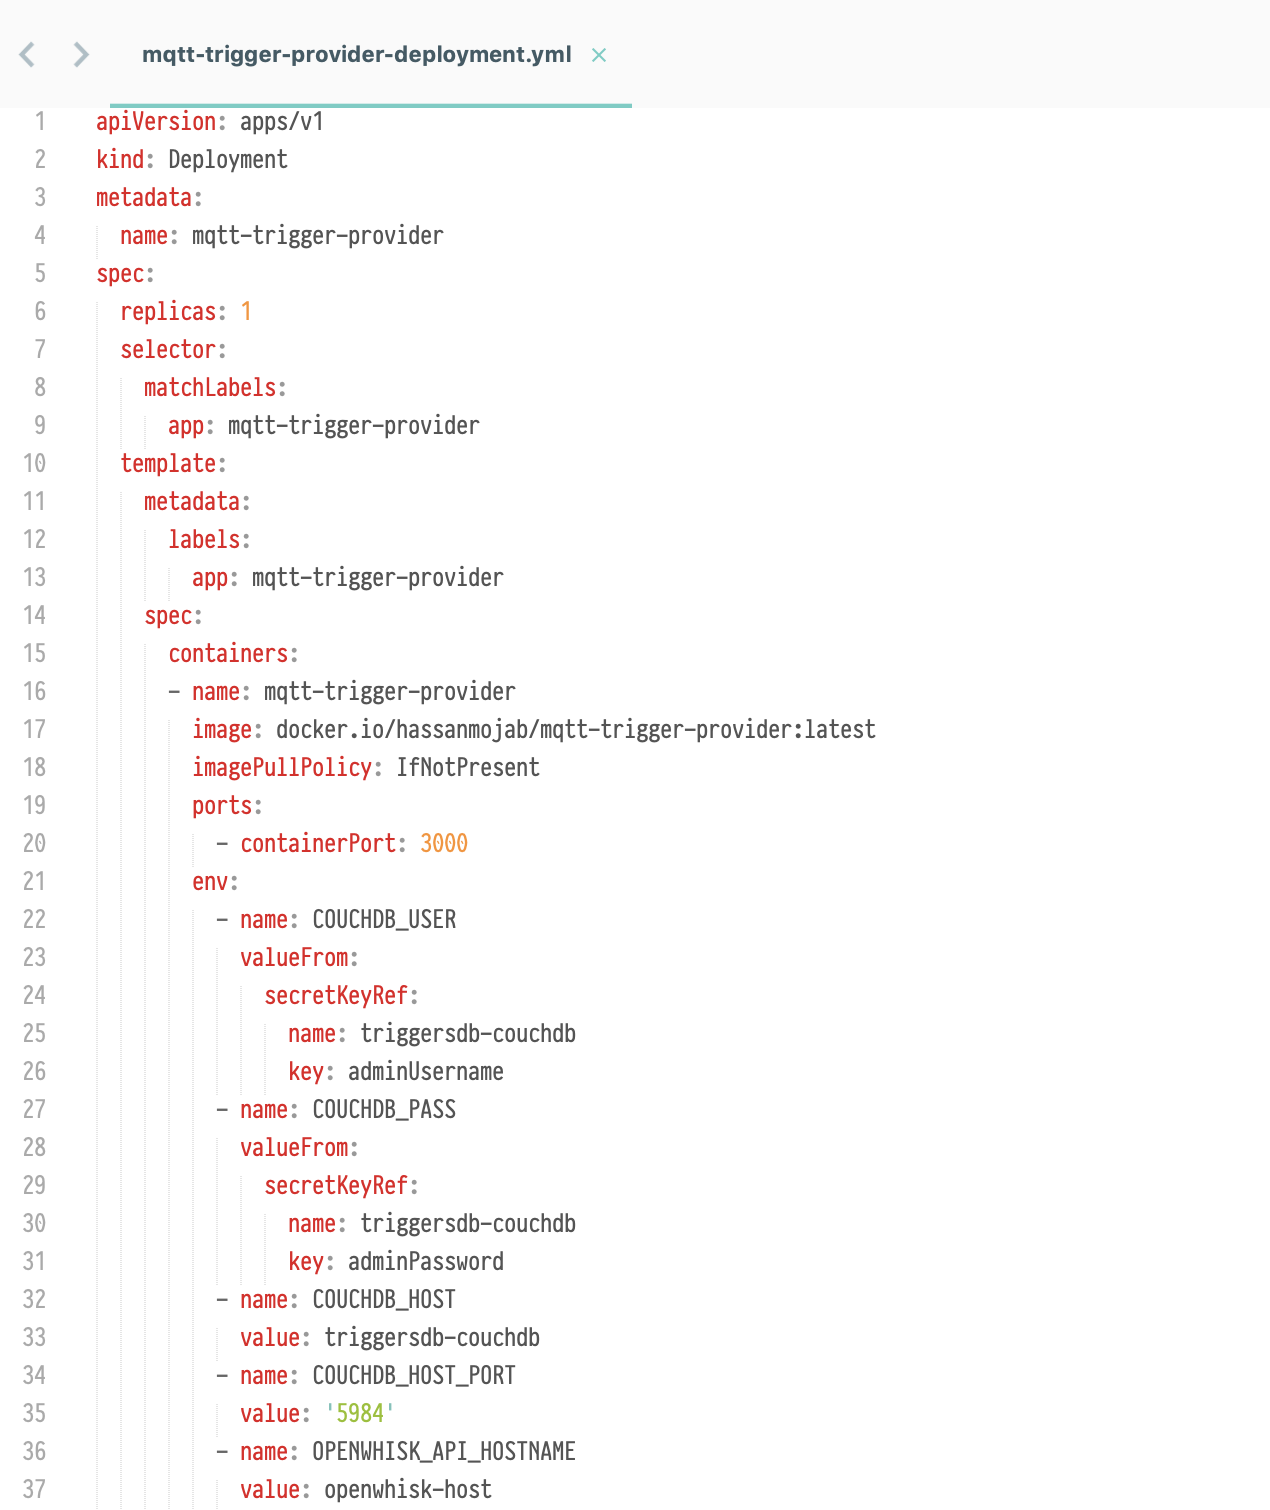 mqtt-trigger-provider-deployment.yml ×
1 apiVersion: apps/v1
2 kind: Deployment
3 metadata:
4   name: mqtt-trigger-provider
5 spec:
6   replicas: 1
7   selector:
8     matchLabels:
9       app: mqtt-trigger-provider
10   template:
11     metadata:
12       labels:
13         app: mqtt-trigger-provider
14     spec:
15       containers:
16       - name: mqtt-trigger-provider
17         image: docker.io/hassanmojab/mqtt-trigger-provider:latest
18         imagePullPolicy: IfNotPresent
19         ports:
20           - containerPort: 3000
21         env:
22           - name: COUCHDB_USER
23             valueFrom:
24               secretKeyRef:
25                 name: triggersdb-couchdb
26                 key: adminUsername
27           - name: COUCHDB_PASS
28             valueFrom:
29               secretKeyRef:
30                 name: triggersdb-couchdb
31                 key: adminPassword
32           - name: COUCHDB_HOST
33             value: triggersdb-couchdb
34           - name: COUCHDB_HOST_PORT
35             value: '5984'
36           - name: OPENWHISK_API_HOSTNAME
37             value: openwhisk-host